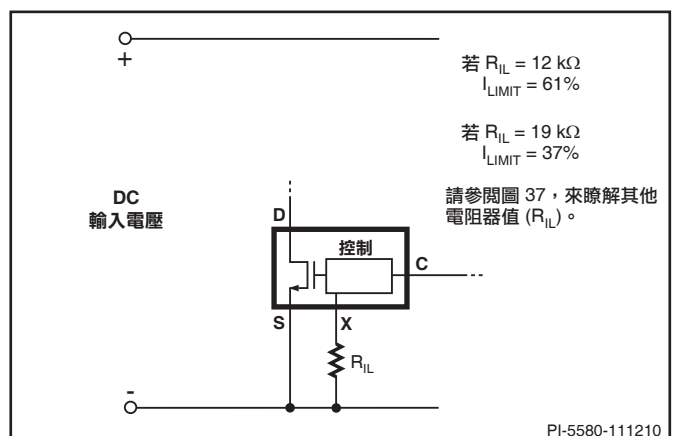 +
若 R_IL = 12 kΩ
I_LIMIT = 61%
若 R_IL = 19 kΩ
I_LIMIT = 37%
請參閱圖 37，來瞭解其他
電阻器值 (R_IL)。
DC
輸入電壓
D
控制
C
S
X
R_IL
-
PI-5580-111210